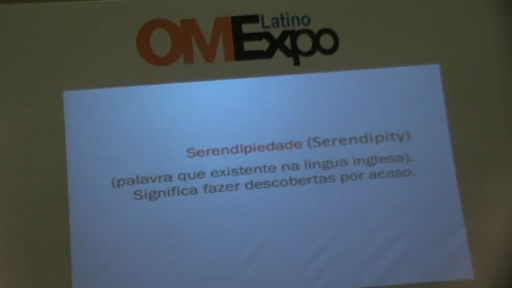 Latino
OMExpo
Serendipiedade (Serendipity)
(palavra que existente na lingua inglesa).
Significa fazer descobertas por acaso.